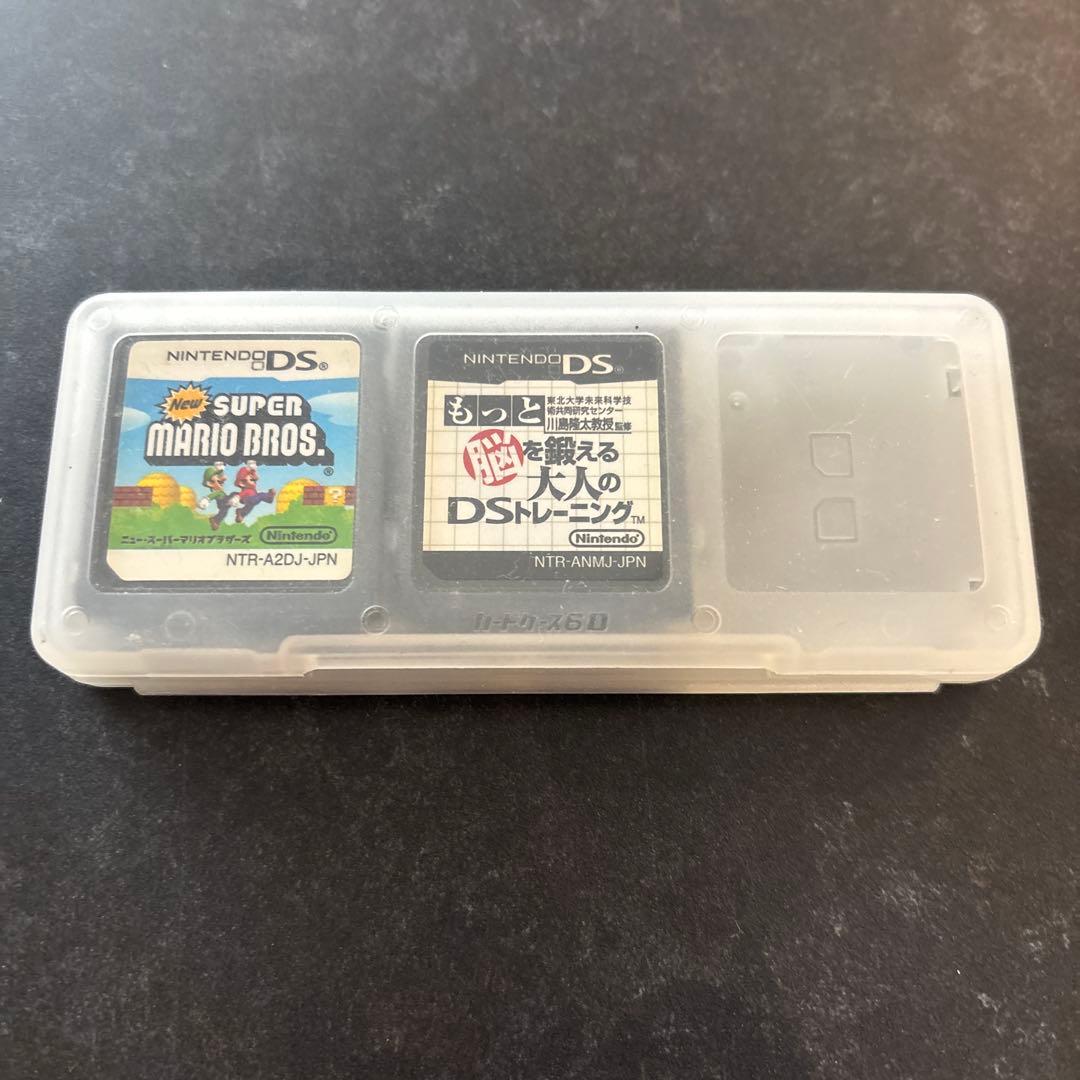 NINTENDO DS®
New SUPER
MARIO BROS.®
ニュー・スーパーマリオブラザーズ Nintendo®
NTR-A2DJ-JPN
NINTENDO DS®
もっと
東北大学未来科学技
術共同研究センター
川島隆太教授 監修
脳を鍛える
大人の
DSトレーニング™
Nintendo®
NTR-ANMJ-JPN
カードケース6D